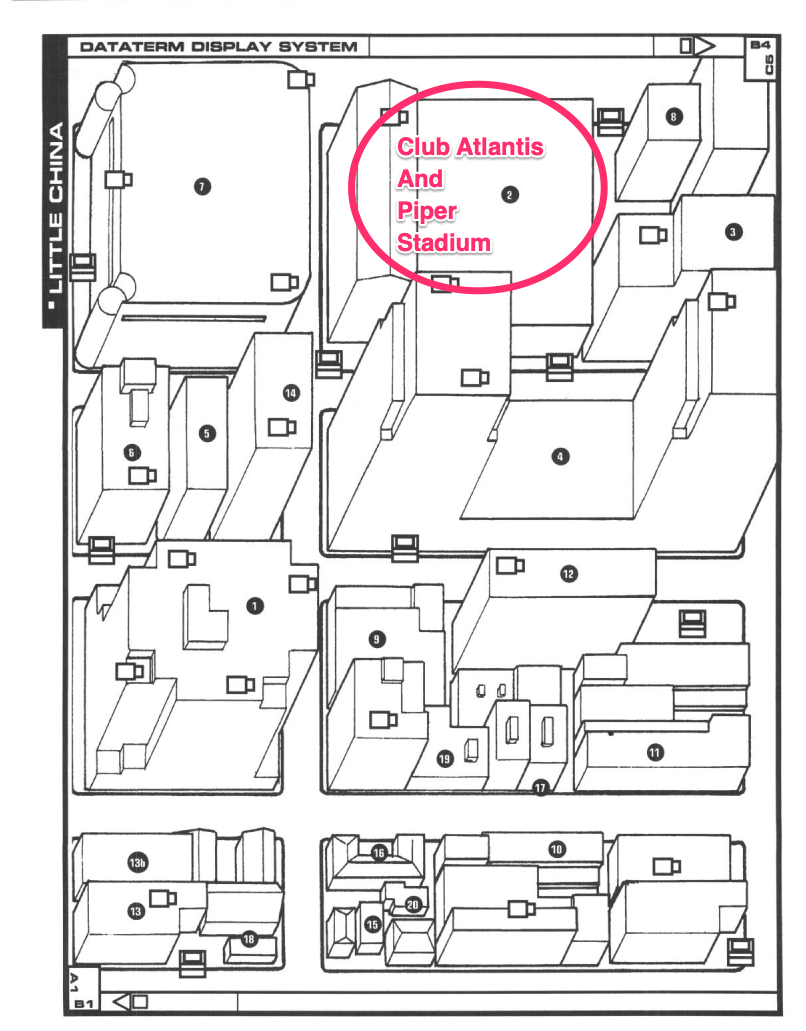 DATATERM DISPLAY SYSTEM
B4
C5
LITTLE CHINA
8
Club Atlantis
And
7
2
Piper
Stadium
3
14
5
6
4
12
1
9
11
19
17
10
16
13b
20
13
15
18
A1
B1